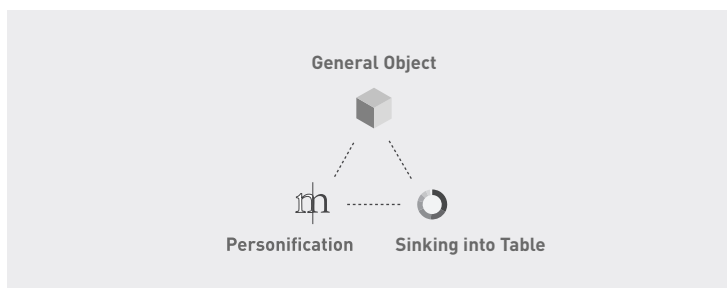 General Object
m
Personification
Sinking into Table